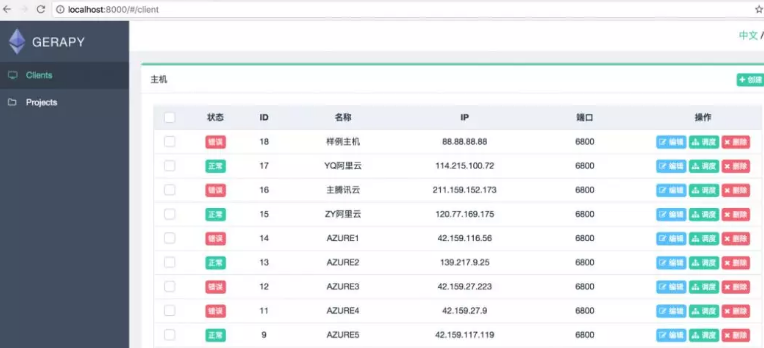 localhost:8000/#/client
GERAPY
中文 /
Clients
主机
创建
Projects
状态 ID 名称 IP 端口 操作
错误 18 样例主机 88.88.88.88 6800 编辑 调度 删除
正常 17 YQ阿里云 114.215.100.72 6800 编辑 调度 删除
错误 16 主腾讯云 211.159.152.173 6800 编辑 调度 删除
正常 15 ZY阿里云 120.77.169.175 6800 编辑 调度 删除
错误 14 AZURE1 42.159.116.56 6800 编辑 调度 删除
正常 13 AZURE2 139.217.9.25 6800 编辑 调度 删除
错误 12 AZURE3 42.159.27.223 6800 编辑 调度 删除
错误 11 AZURE4 42.159.27.9 6800 编辑 调度 删除
正常 9 AZURE5 42.159.117.119 6800 编辑 调度 删除